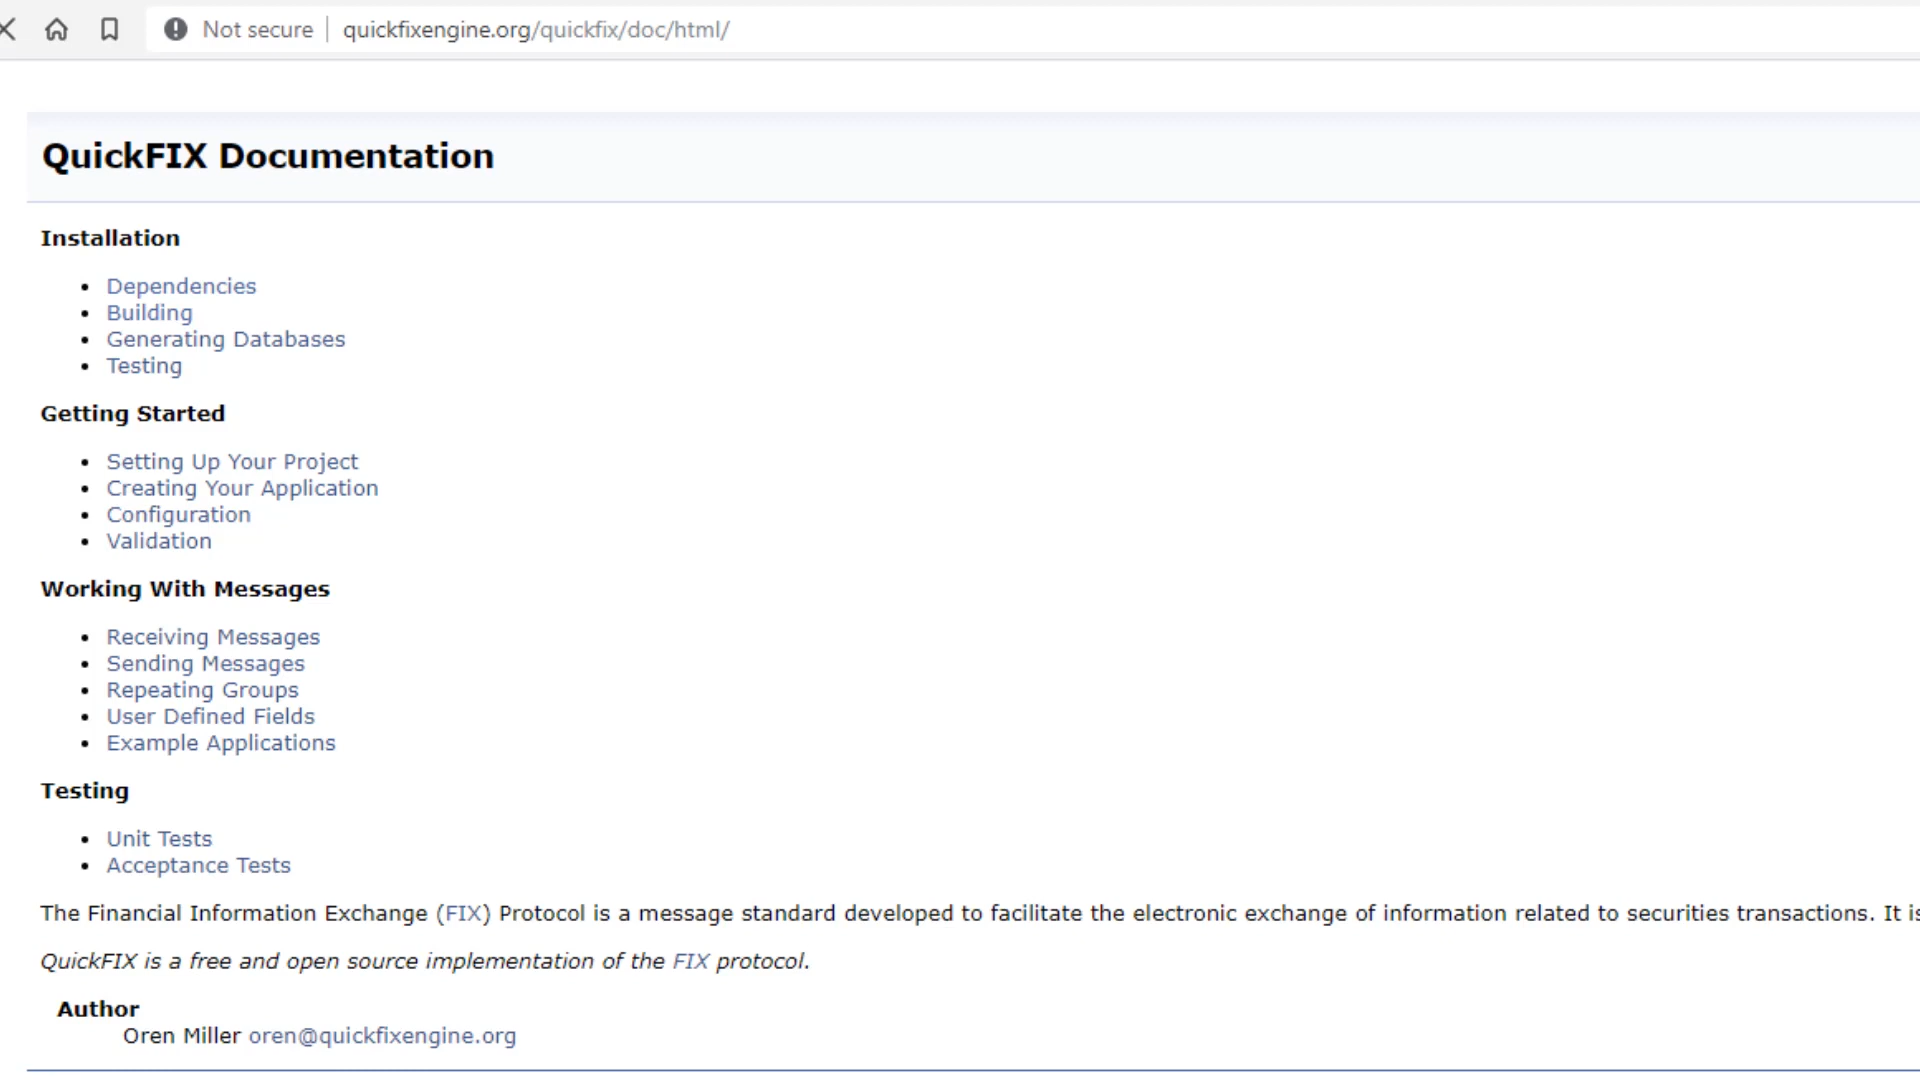 Not secure | quickfixengine.org/quickfix/doc/html/
QuickFIX Documentation
Installation
• Dependencies
• Building
• Generating Databases
• Testing
Getting Started
• Setting Up Your Project
• Creating Your Application
• Configuration
• Validation
Working With Messages
• Receiving Messages
• Sending Messages
• Repeating Groups
• User Defined Fields
• Example Applications
Testing
• Unit Tests
• Acceptance Tests
The Financial Information Exchange (FIX) Protocol is a message standard developed to facilitate the electronic exchange of information related to securities transactions. It is
QuickFIX is a free and open source implementation of the FIX protocol.
Author
Oren Miller oren@quickfixengine.org